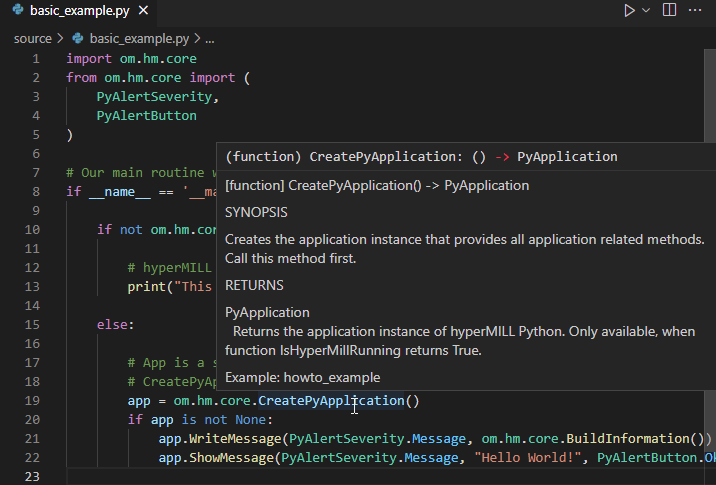 basic_example.py
source > basic_example.py > ...
1 import om.hm.core
2 from om.hm.core import (
3 PyAlertSeverity,
4 PyAlertButton
5 )
6
7 # Our main routine w
8 if __name__ == '__ma
9
10 if not om.hm.cor
11
12 # hyperMILL
13 print("This
14
15 else:
16
17 # App is a s
18 # CreatePyAp
19 app = om.hm.core.CreatePyApplication()
20 if app is not None:
21 app.WriteMessage(PyAlertSeverity.Message, om.hm.core.BuildInformation())
22 app.ShowMessage(PyAlertSeverity.Message, "Hello World!", PyAlertButton.Ok
23
(function) CreatePyApplication: () -> PyApplication
[function] CreatePyApplication() -> PyApplication
SYNOPSIS
Creates the application instance that provides all application related methods.
Call this method first.
RETURNS
PyApplication
Returns the application instance of hyperMILL Python. Only available, when
function IsHyperMillRunning returns True.
Example: howto_example